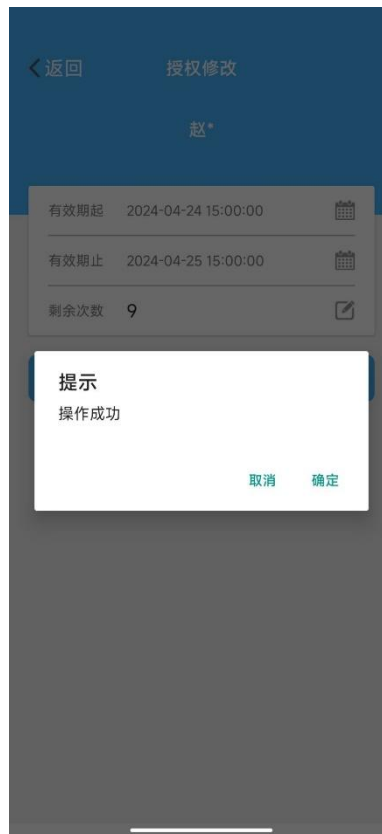 返回 授权修改
赵*
有效期起 2024-04-24 15:00:00
有效期止 2024-04-25 15:00:00
剩余次数 9
提示
操作成功
取消 确定